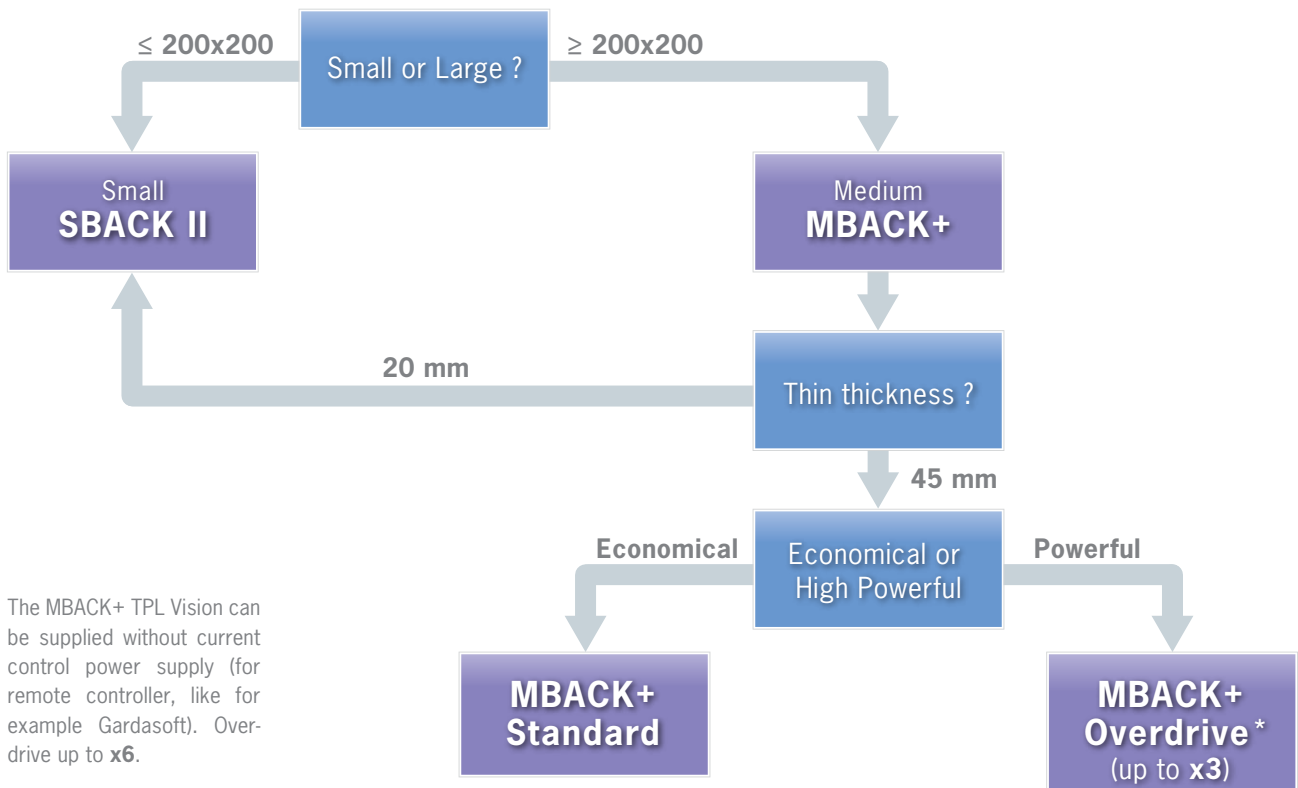 ≤ 200x200
Small or Large ?
≥ 200x200
Small
SBACK II
Medium
MBACK+
20 mm
Thin thickness ?
45 mm
Economical
Economical or
High Powerful
Powerful
The MBACK+ TPL Vision can
be supplied without current
control power supply (for
remote controller, like for
example Gardasoft). Over-
drive up to x6.
MBACK+
Standard
MBACK+
Overdrive*
(up to x3)